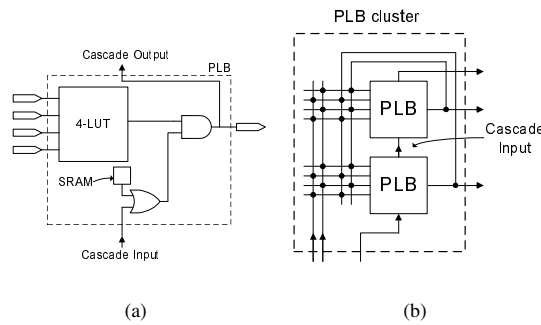 PLB cluster
Cascade Output
PLB
4-LUT
SRAM
Cascade Input
PLB
PLB
Cascade
Input
(a)
(b)